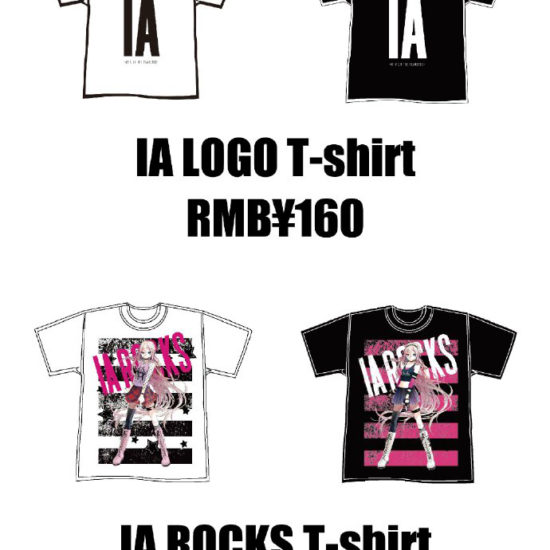 IA
IA
IA LOGO T-shirt
RMB¥160
IA ROCKS
IA ROCKS
IA ROCKS T-shirt